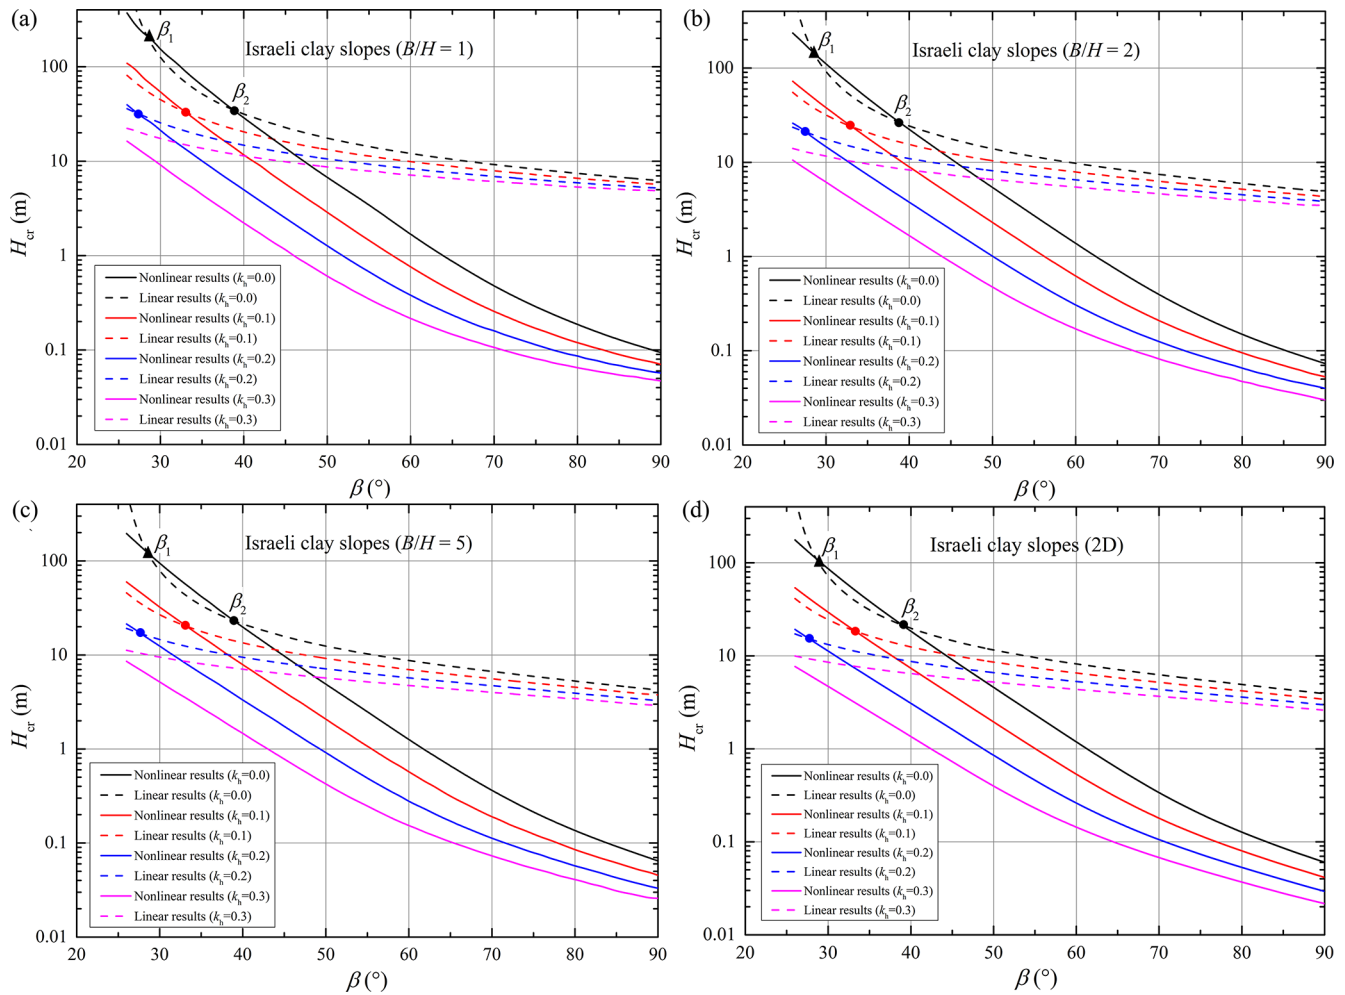 (a)
Israeli clay slopes (B/H = 1)
β1
β2
Hcr (m)
100
10
1
0.1
0.01
Nonlinear results (kh=0.0)
Linear results (kh=0.0)
Nonlinear results (kh=0.1)
Linear results (kh=0.1)
Nonlinear results (kh=0.2)
Linear results (kh=0.2)
Nonlinear results (kh=0.3)
Linear results (kh=0.3)
20 30 40 50 60 70 80 90
β (°)
(b)
Israeli clay slopes (B/H = 2)
β1
β2
Hcr (m)
100
10
1
0.1
0.01
Nonlinear results (kh=0.0)
Linear results (kh=0.0)
Nonlinear results (kh=0.1)
Linear results (kh=0.1)
Nonlinear results (kh=0.2)
Linear results (kh=0.2)
Nonlinear results (kh=0.3)
Linear results (kh=0.3)
20 30 40 50 60 70 80 90
β (°)
(c)
Israeli clay slopes (B/H = 5)
β1
β2
Hcr (m)
100
10
1
0.1
0.01
Nonlinear results (kh=0.0)
Linear results (kh=0.0)
Nonlinear results (kh=0.1)
Linear results (kh=0.1)
Nonlinear results (kh=0.2)
Linear results (kh=0.2)
Nonlinear results (kh=0.3)
Linear results (kh=0.3)
20 30 40 50 60 70 80 90
β (°)
(d)
Israeli clay slopes (2D)
β1
β2
Hcr (m)
100
10
1
0.1
0.01
Nonlinear results (kh=0.0)
Linear results (kh=0.0)
Nonlinear results (kh=0.1)
Linear results (kh=0.1)
Nonlinear results (kh=0.2)
Linear results (kh=0.2)
Nonlinear results (kh=0.3)
Linear results (kh=0.3)
20 30 40 50 60 70 80 90
β (°)